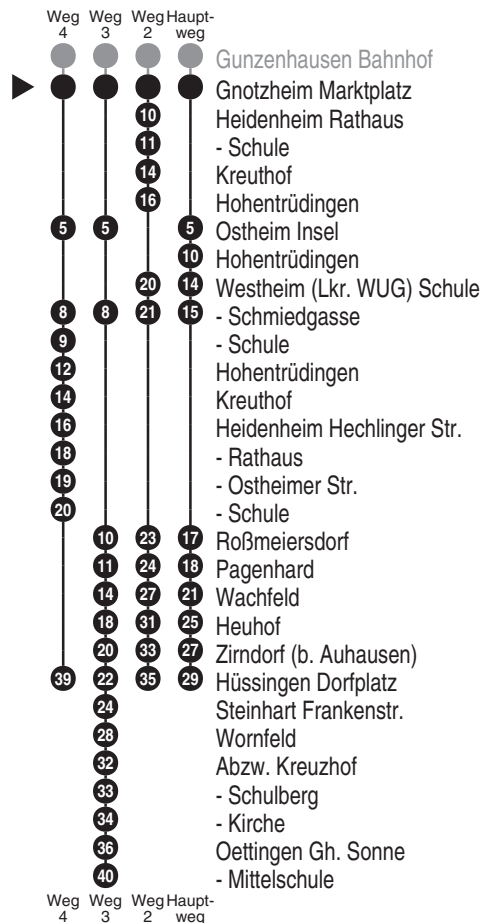 Weg Weg Weg Haupt-
4 3 2 weg
Gunzenhausen Bahnhof
Gnotzheim Marktplatz
10 Heidenheim Rathaus
11 - Schule
14 Kreuthof
16 Hohentrüdingen
5 5 5 Ostheim Insel
10 Hohentrüdingen
20 14 Westheim (Lkr. WUG) Schule
8 8 21 15 - Schmiedgasse
9 - Schule
12 Hohentrüdingen
14 Kreuthof
16 Heidenheim Hechlinger Str.
18 - Rathaus
19 - Ostheimer Str.
20 - Schule
10 23 17 Roßmeiersdorf
11 24 18 Pagenhard
14 27 21 Wachfeld
18 31 25 Heuhof
20 33 27 Zirndorf (b. Auhausen)
39 22 35 29 Hüssingen Dorfplatz
24 Steinhart Frankenstr.
28 Wornfeld
32 Abzw. Kreuzhof
33 - Schulberg
34 - Kirche
36 Oettingen Gh. Sonne
40 - Mittelschule
Weg Weg Weg Haupt-
4 3 2 weg